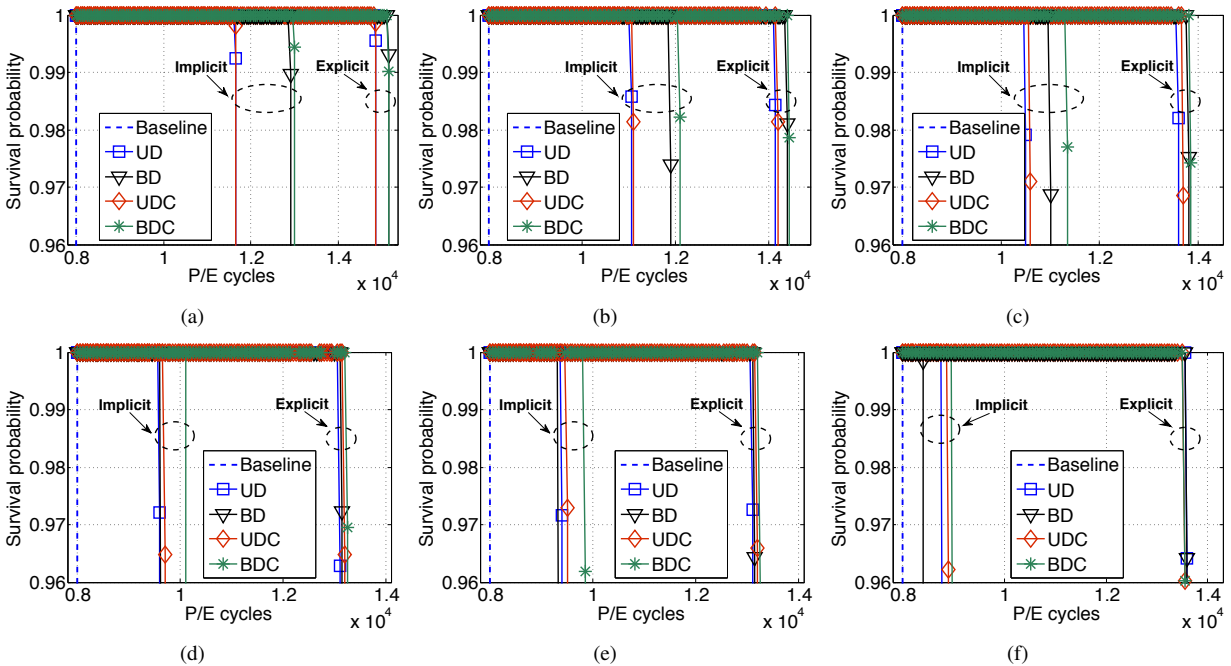 Survival probability
1
0.99
0.98
0.97
0.96
Implicit
Explicit
Baseline
UD
BD
UDC
BDC
0.8 1 1.2 1.4
P/E cycles
x 10^4
(a)
Survival probability
1
0.99
0.98
0.97
0.96
Implicit
Explicit
Baseline
UD
BD
UDC
BDC
0.8 1 1.2 1.4
P/E cycles
x 10^4
(b)
Survival probability
1
0.99
0.98
0.97
0.96
Implicit
Explicit
Baseline
UD
BD
UDC
BDC
0.8 1 1.2 1.4
P/E cycles
x 10^4
(c)
Survival probability
1
0.99
0.98
0.97
0.96
Implicit
Explicit
Baseline
UD
BD
UDC
BDC
0.8 1 1.2 1.4
P/E cycles
x 10^4
(d)
Survival probability
1
0.99
0.98
0.97
0.96
Implicit
Explicit
Baseline
UD
BD
UDC
BDC
0.8 1 1.2 1.4
P/E cycles
x 10^4
(e)
Survival probability
1
0.99
0.98
0.97
0.96
Implicit
Explicit
Baseline
UD
BD
UDC
BDC
0.8 1 1.2 1.4
P/E cycles
x 10^4
(f)